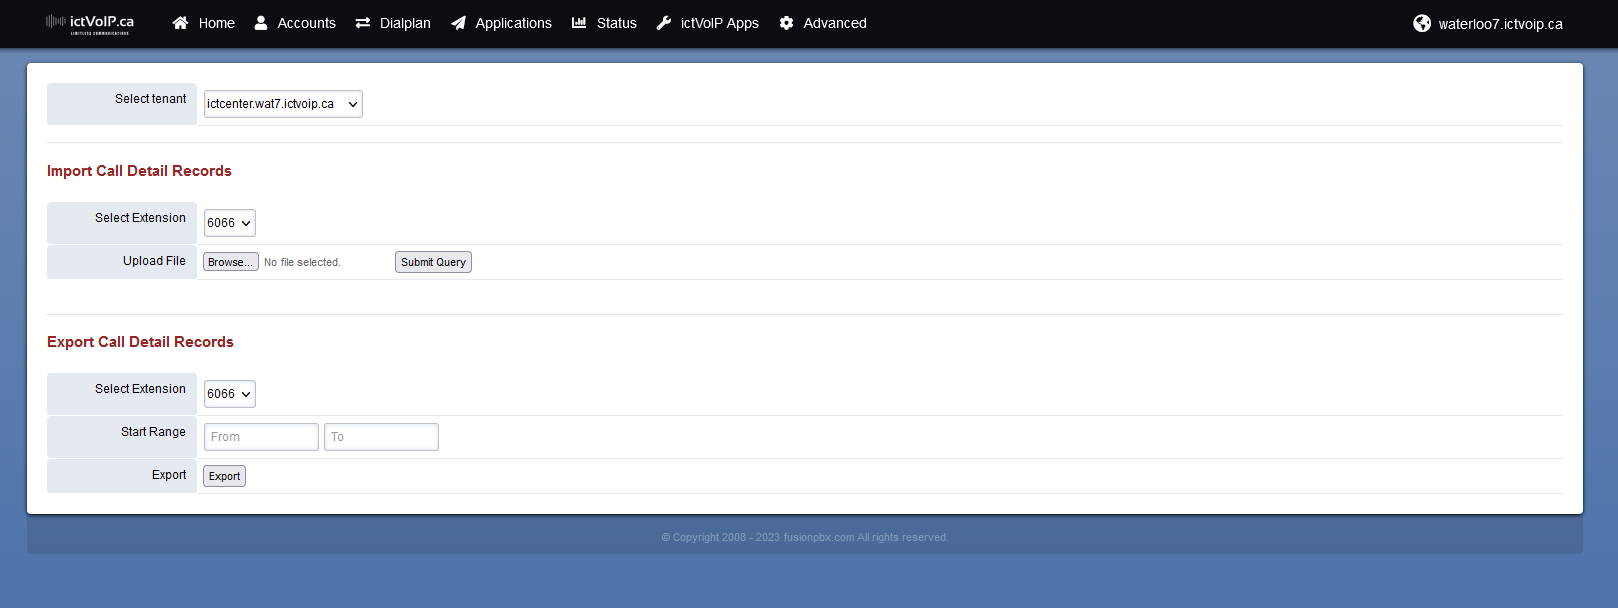 ictVoIP.ca
LIMITLESS COMMUNICATIONS
Home Accounts Dialplan Applications Status ictVoIP Apps Advanced waterloo7.ictvoip.ca
Select tenant ictcenter.wat7.ictvoip.ca
Import Call Detail Records
Select Extension 6066
Upload File Browse... No file selected. Submit Query
Export Call Detail Records
Select Extension 6066
Start Range From To
Export Export
© Copyright 2008 - 2023 fusionpbx.com All rights reserved.